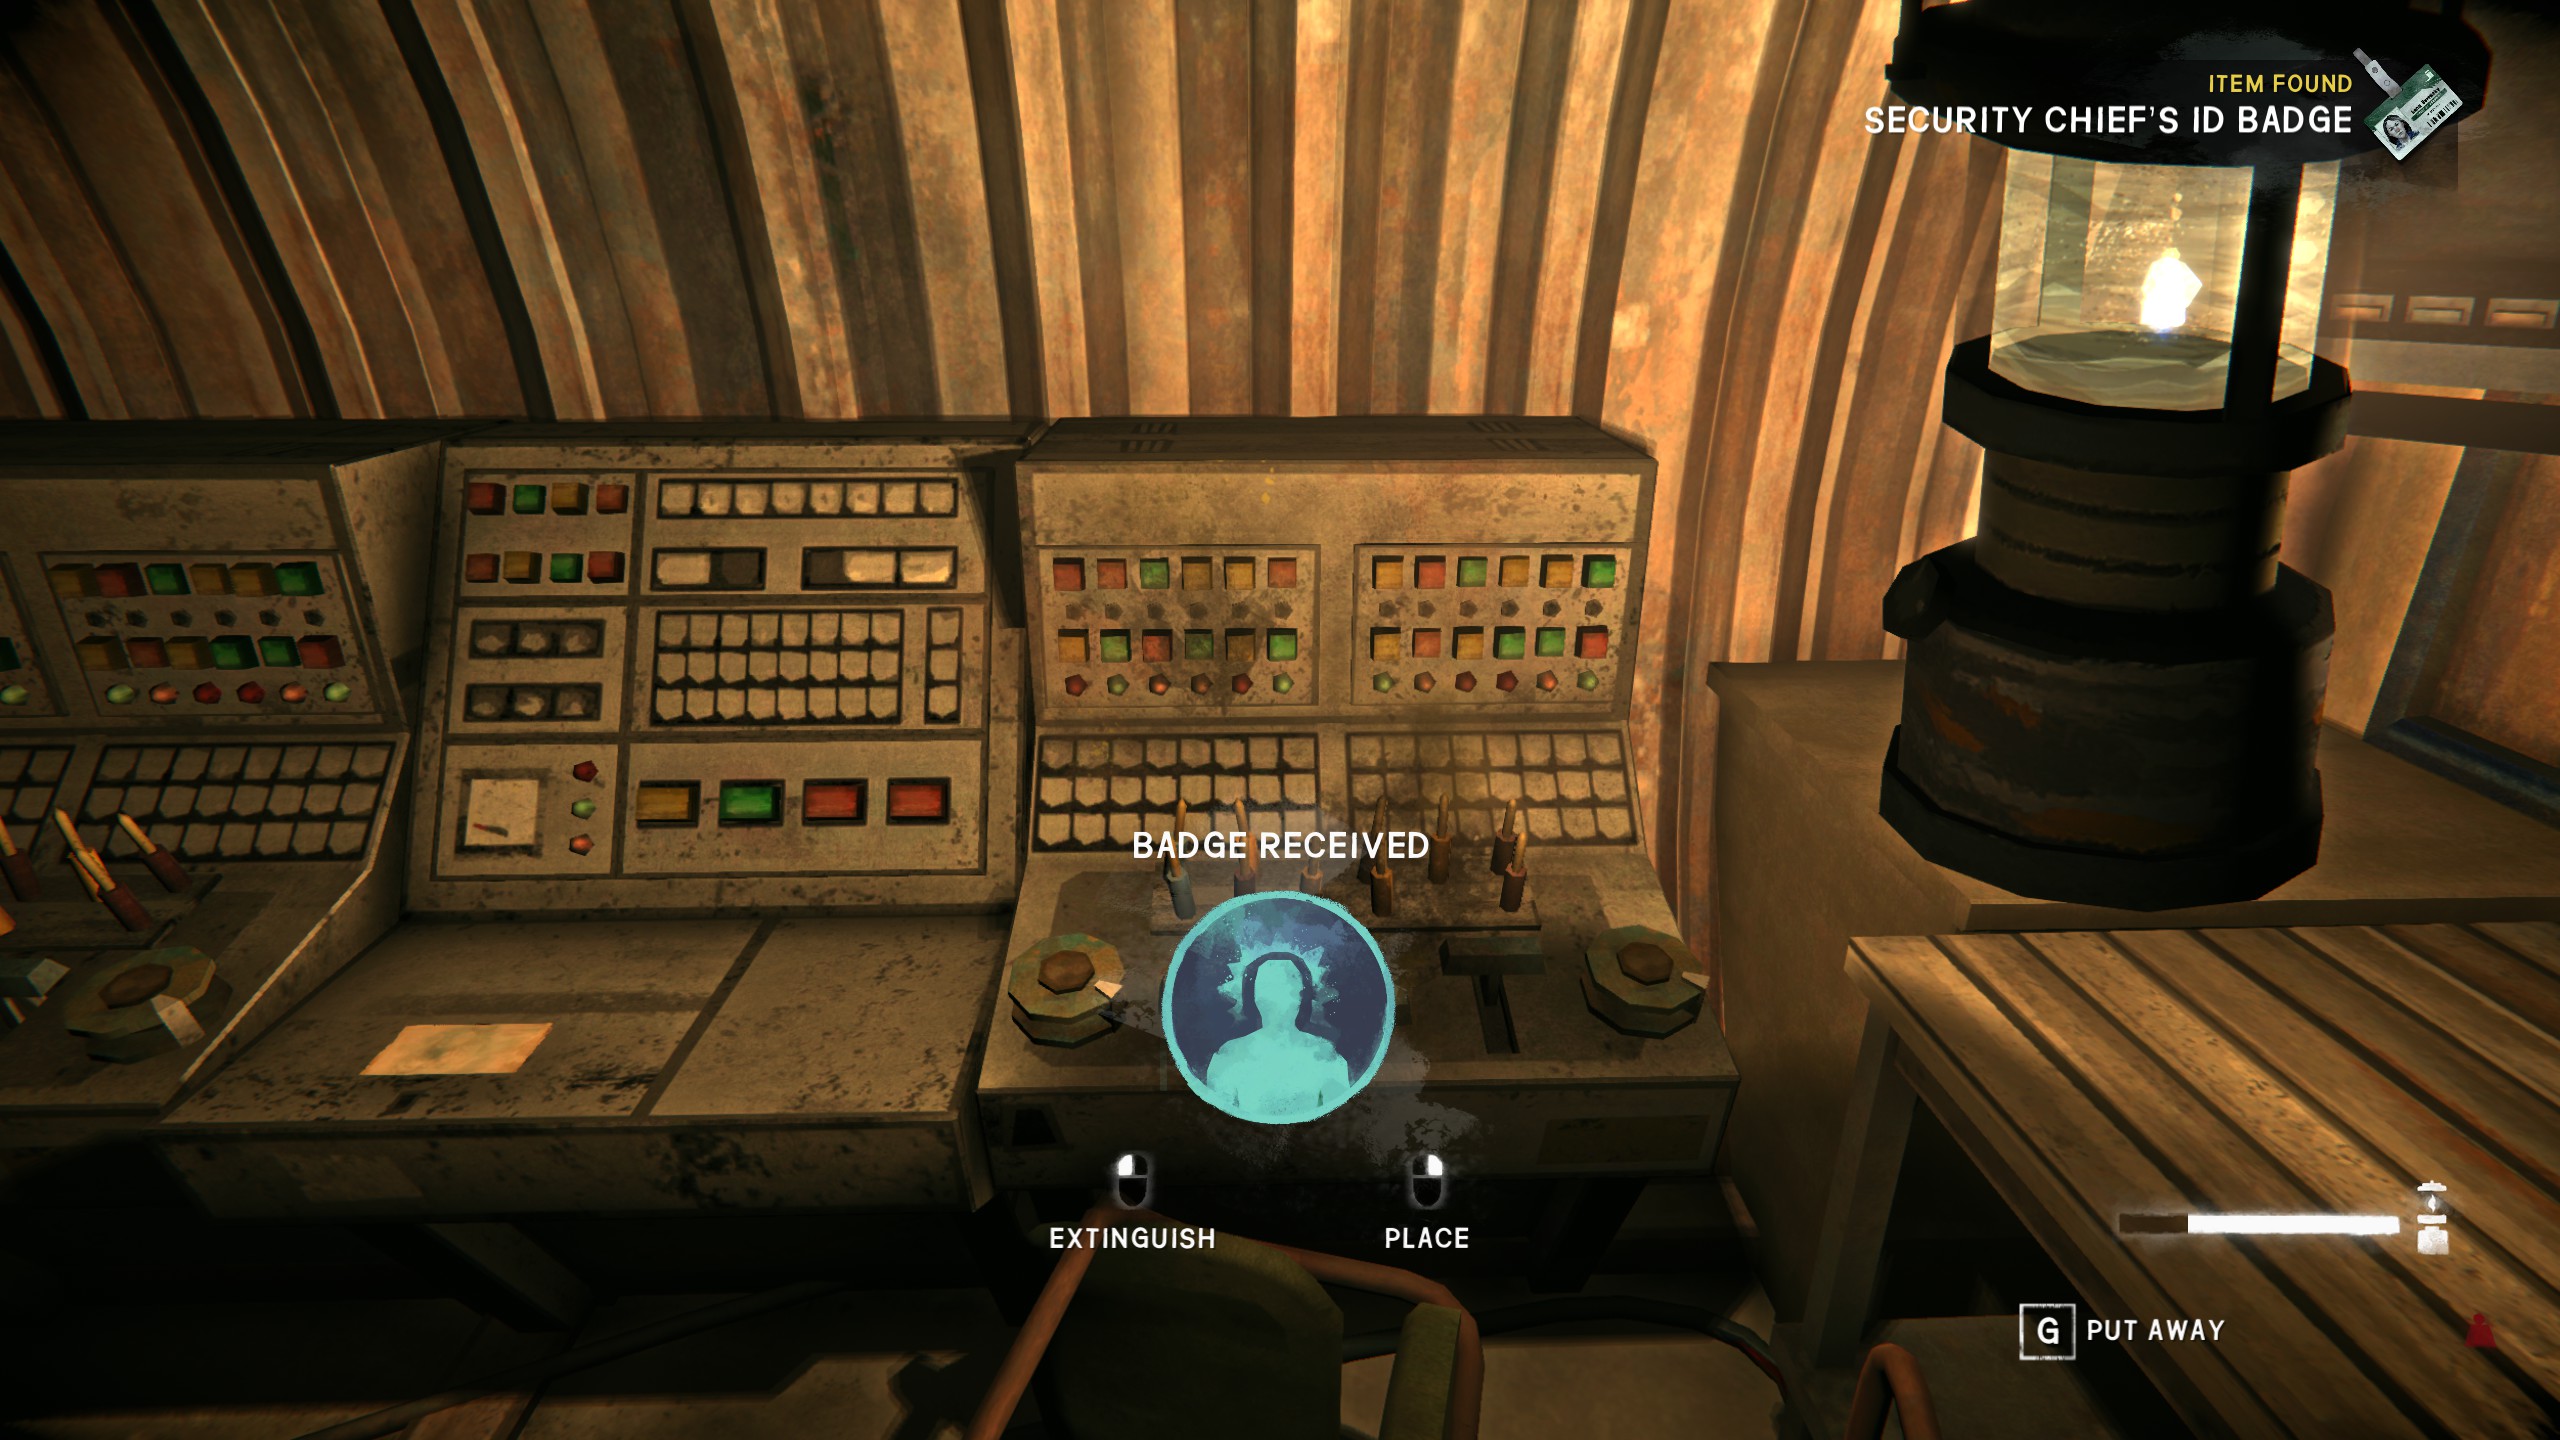 ITEM FOUND
SECURITY CHIEF'S ID BADGE
BADGE RECEIVED
EXTINGUISH
PLACE
G PUT AWAY